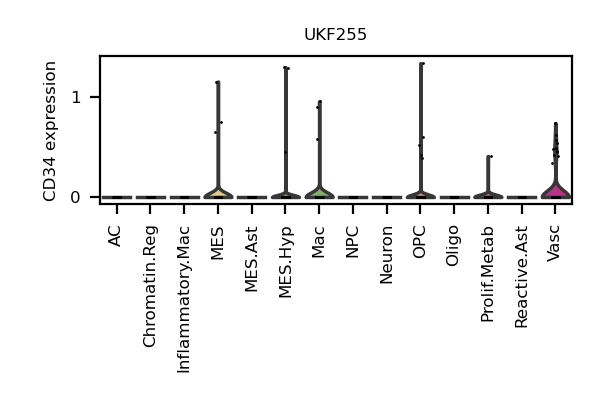 UKF255
CD34 expression
1
0
AC
Chromatin.Reg
Inflammatory.Mac
MES
MES.Ast
MES.Hyp
Mac
NPC
Neuron
OPC
Oligo
Prolif.Metab
Reactive.Ast
Vasc